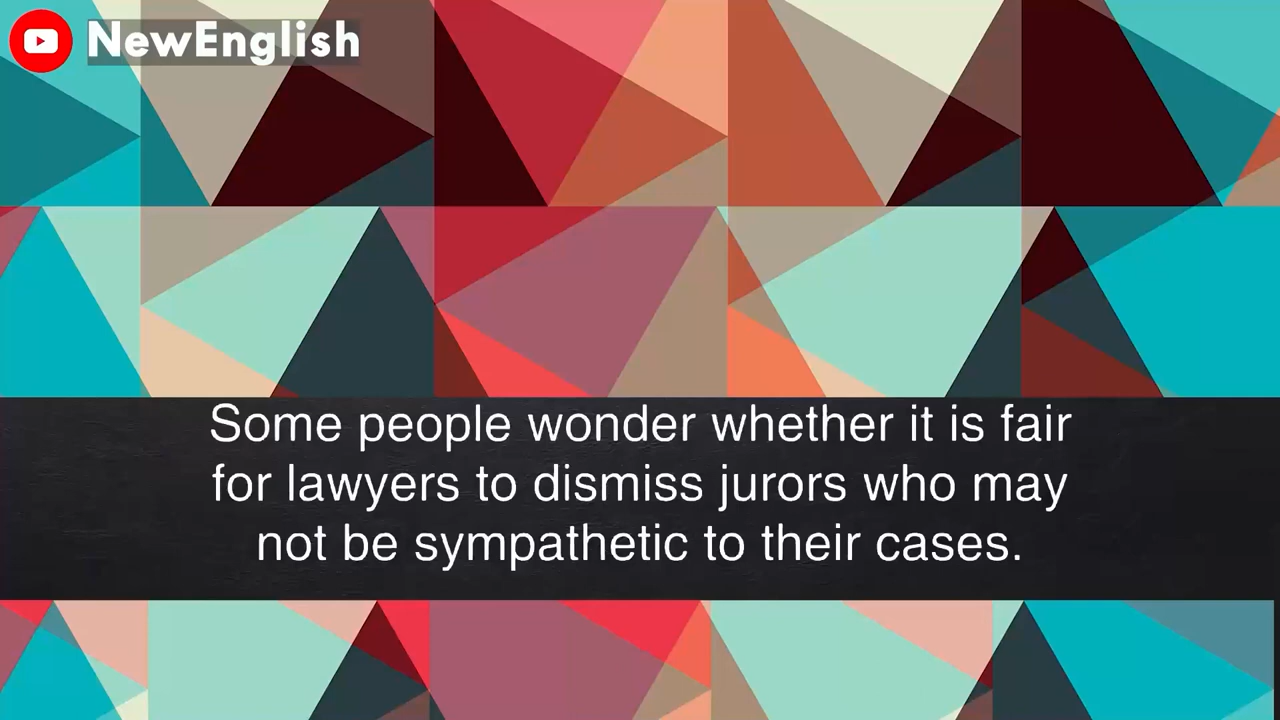 NewEnglish
Some people wonder whether it is fair
for lawyers to dismiss jurors who may
not be sympathetic to their cases.